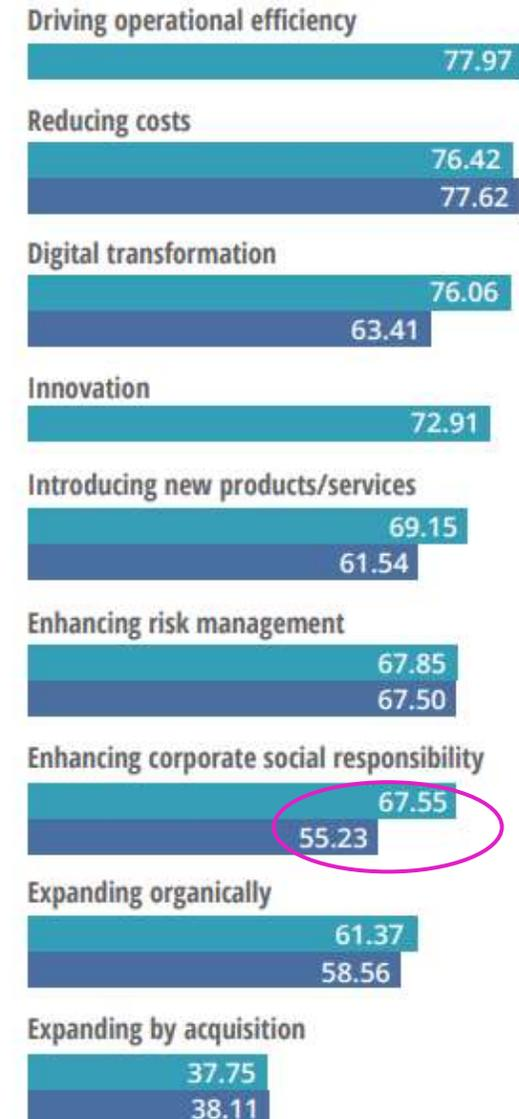 Driving operational efficiency
77.97
Reducing costs
76.42
77.62
Digital transformation
76.06
63.41
Innovation
72.91
Introducing new products/services
69.15
61.54
Enhancing risk management
67.85
67.50
Enhancing corporate social responsibility
67.55
55.23
Expanding organically
61.37
58.56
Expanding by acquisition
37.75
38.11